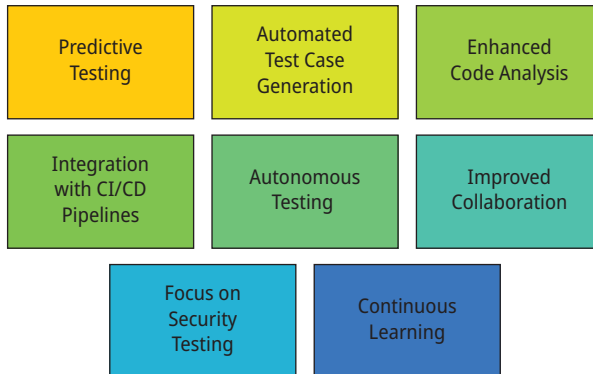 Predictive
Testing
Automated
Test Case
Generation
Enhanced
Code Analysis
Integration
with CI/CD
Pipelines
Autonomous
Testing
Improved
Collaboration
Focus on
Security
Testing
Continuous
Learning